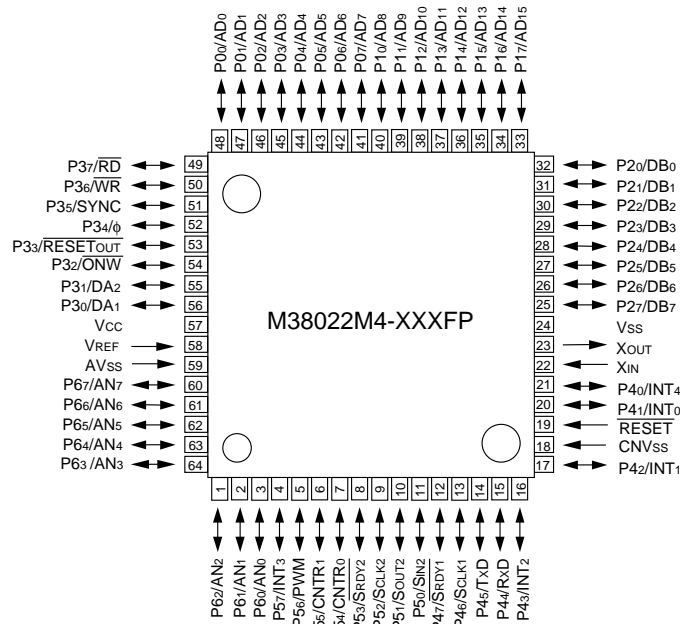 P00/AD0
P01/AD1
P02/AD2
P03/AD3
P04/AD4
P05/AD5
P06/AD6
P07/AD7
P10/AD8
P11/AD9
P12/AD10
P13/AD11
P14/AD12
P15/AD13
P16/AD14
P17/AD15
48 47 46 45 44 43 42 41 40 39 38 37 36 35 34 33
P37/RD 49
P36/WR 50
P35/SYNC 51
P34/ϕ 52
P33/RESETOUT 53
P32/ONW 54
P31/DA2 55
P30/DA1 56
VCC 57
VREF 58
AVSS 59
P67/AN7 60
P66/AN6 61
P65/AN5 62
P64/AN4 63
P63/AN3 64
M38022M4-XXXFP
32 P20/DB0
31 P21/DB1
30 P22/DB2
29 P23/DB3
28 P24/DB4
27 P25/DB5
26 P26/DB6
25 P27/DB7
24 VSS
23 XOUT
22 XIN
21 P40/INT4
20 P41/INT0
19 RESET
18 CNVSS
17 P42/INT1
1 2 3 4 5 6 7 8 9 10 11 12 13 14 15 16
P62/AN2
P61/AN1
P60/AN0
P57/INT3
P56/PWM
55/CNTR1
54/CNTR0
P53/SRDY2
P52/SCLK2
P51/SOUT2
P50/SIN2
P47/SRDY1
P46/SCLK1
P45/TXD
P44/RXD
P43/INT2